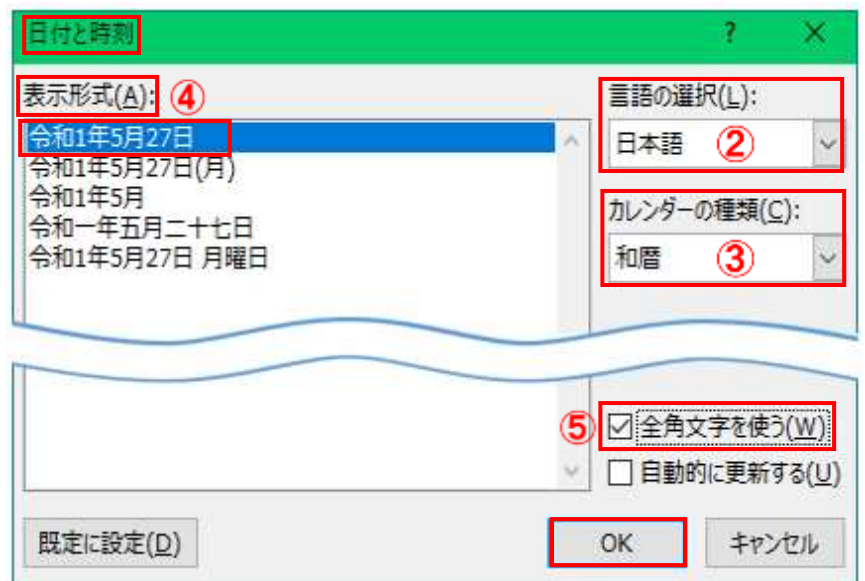 日付と時刻 ? ×
表示形式(A): ④
令和1年5月27日
令和1年5月27日(月)
令和1年5月
令和一年五月二十七日
令和1年5月27日 月曜日
言語の選択(L):
日本語 ②
カレンダーの種類(C):
和暦 ③
⑤ 全角文字を使う(W)
自動的に更新する(U)
既定に設定(D)
OK
キャンセル